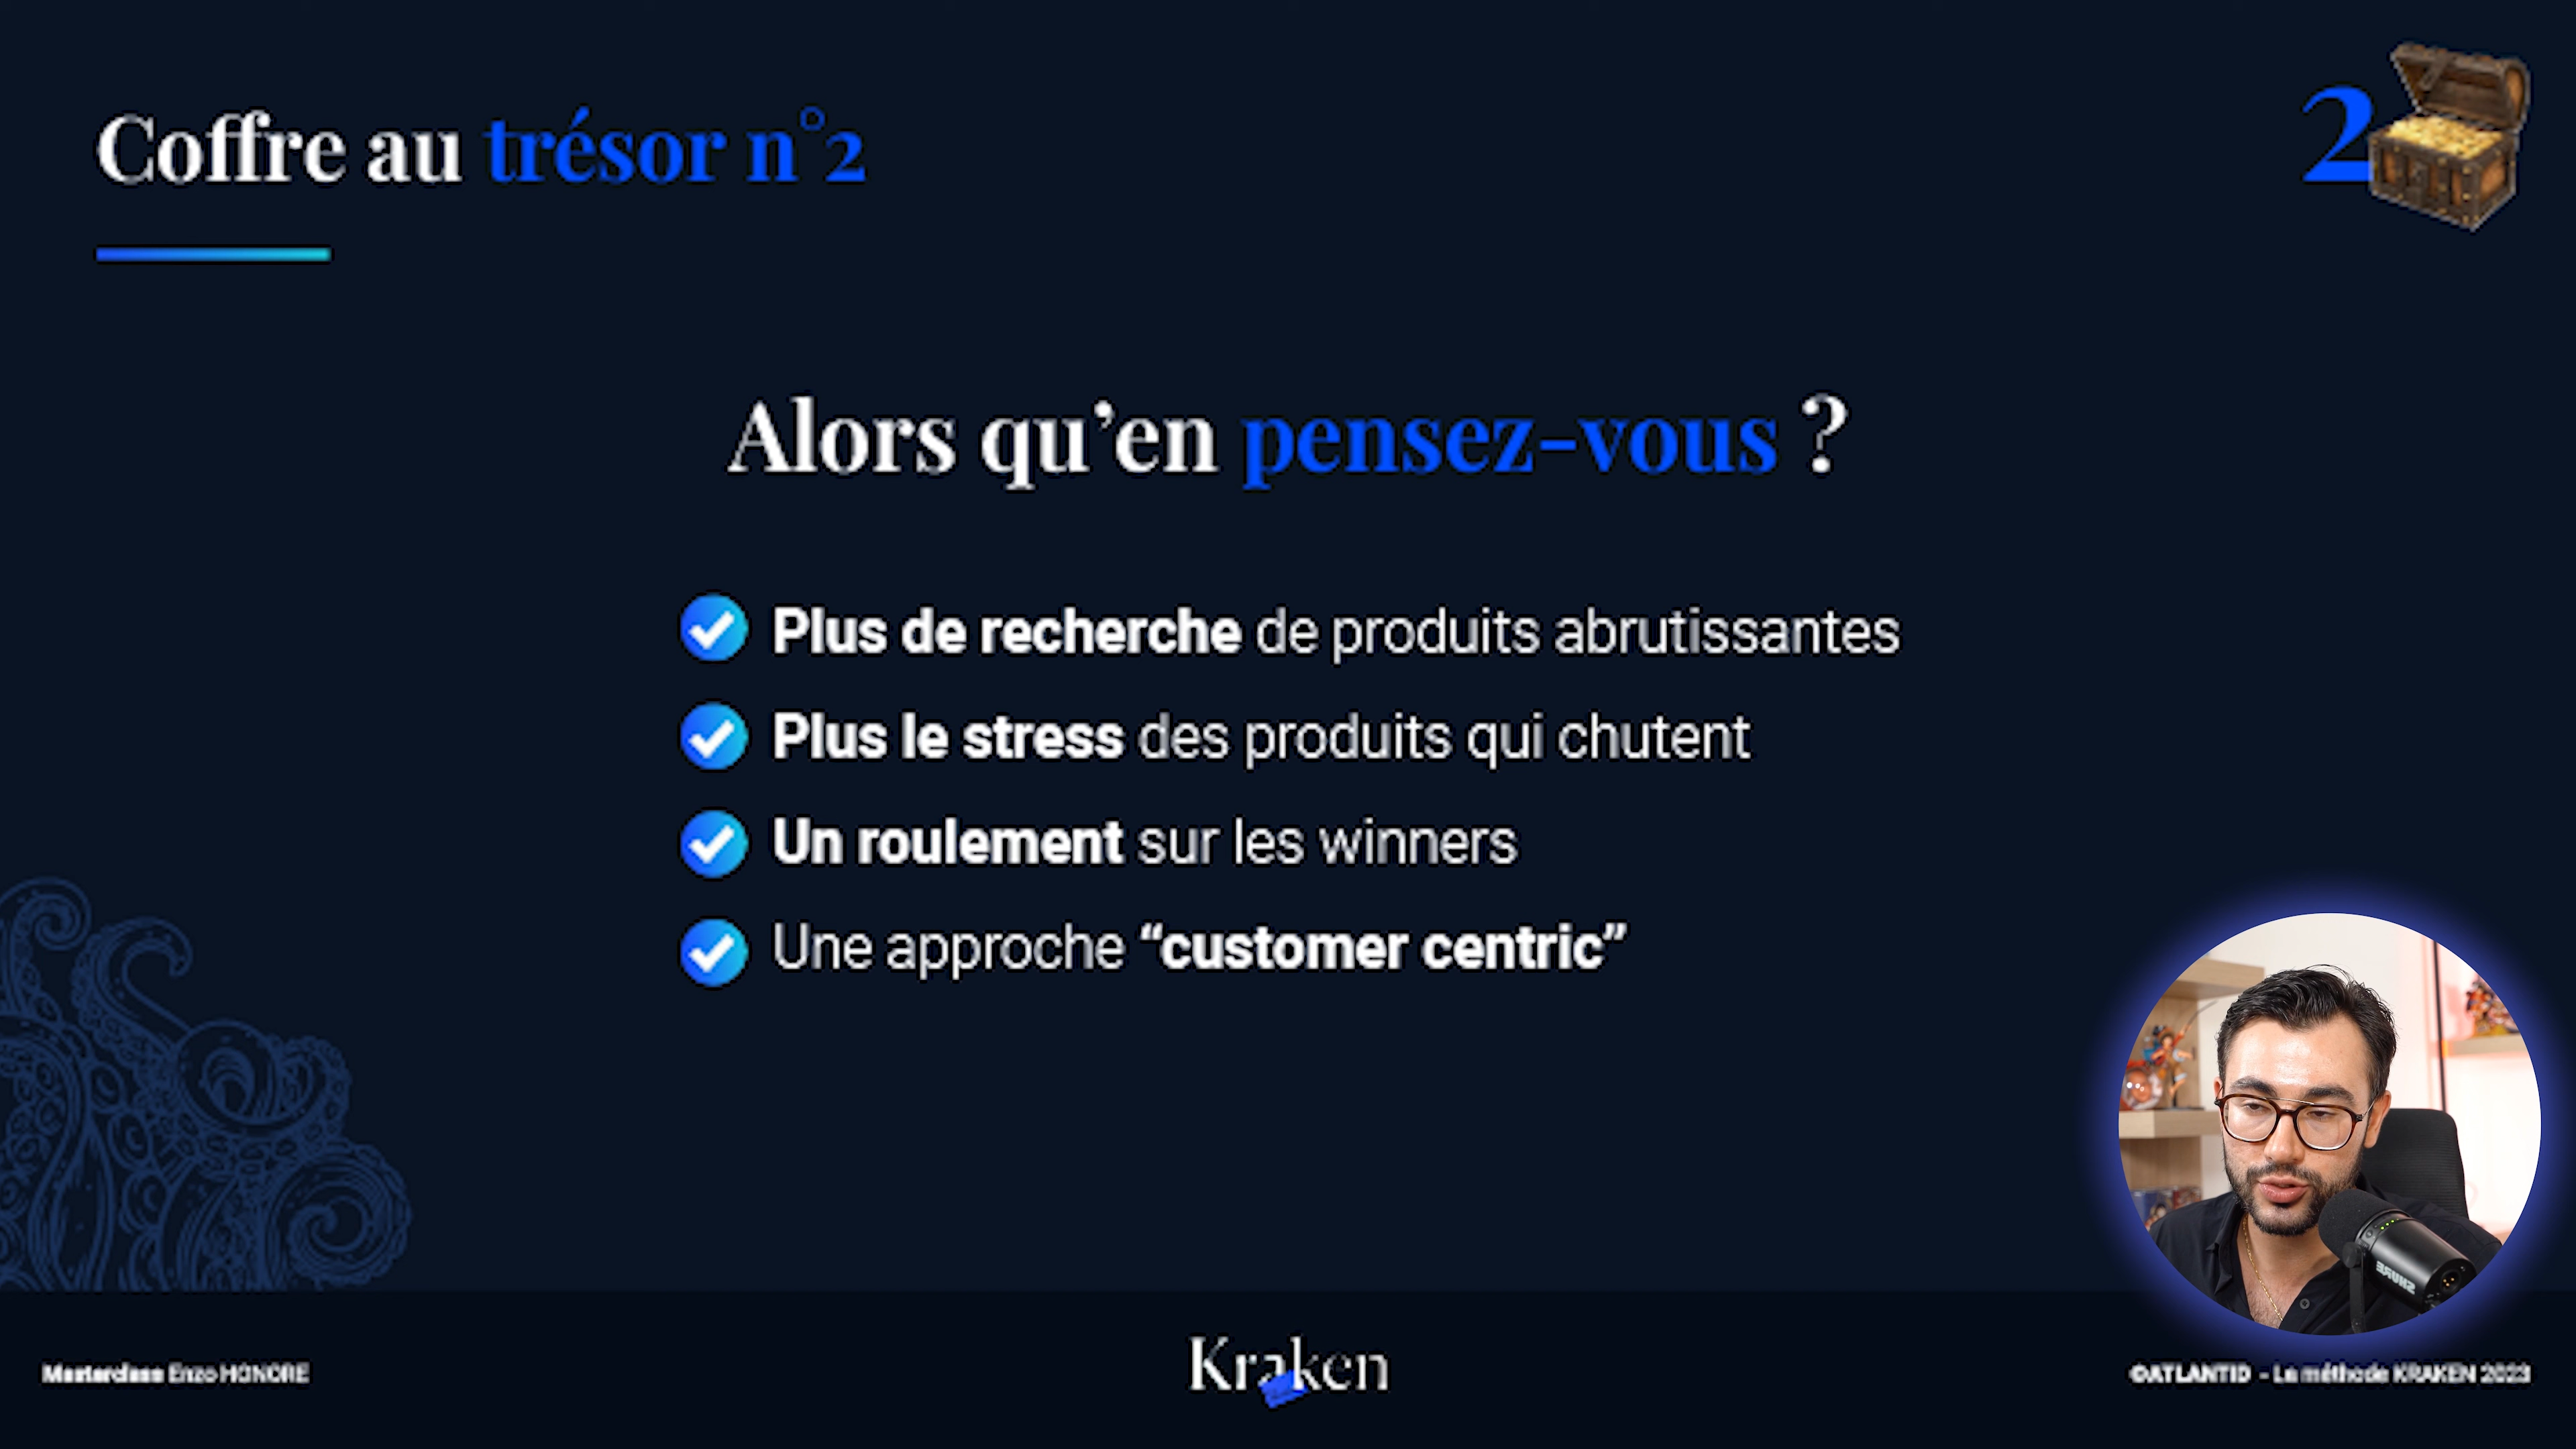 Coffre au trésor n°2
2
Alors qu’en pensez-vous ?
Plus de recherche de produits abrutissantes
Plus le stress des produits qui chutent
Un roulement sur les winners
Une approche “customer centric”
SHURE
Masterclass Enzo HONORE
Kraken
©ATLANTID - La méthode KRAKEN 2023